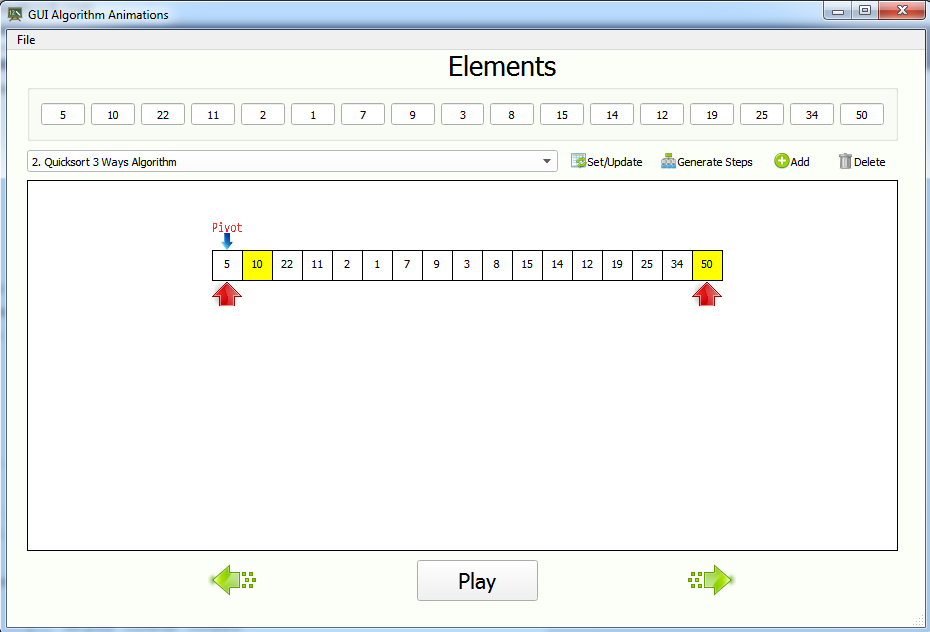 GUI Algorithm Animations
File
Elements
5 10 22 11 2 1 7 9 3 8 15 14 12 19 25 34 50
2. Quicksort 3 Ways Algorithm Set/Update Generate Steps Add Delete
Pivot
5 10 22 11 2 1 7 9 3 8 15 14 12 19 25 34 50
Play